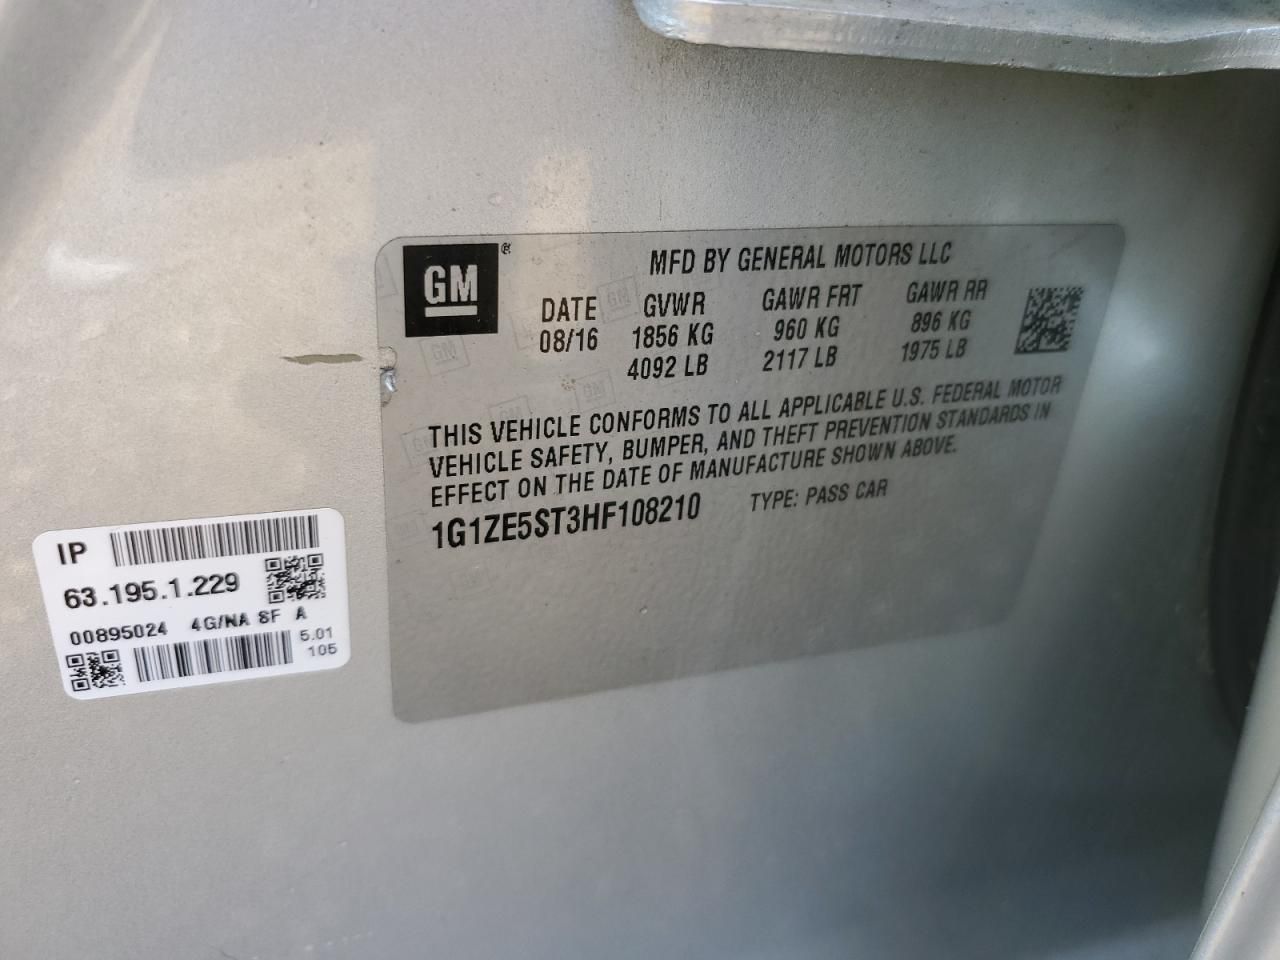 GM®
MFD BY GENERAL MOTORS LLC
DATE GVWR GAWR FRT GAWR RR
08/16 1856 KG 960 KG 896 KG
4092 LB 2117 LB 1975 LB
THIS VEHICLE CONFORMS TO ALL APPLICABLE U.S. FEDERAL MOTOR
VEHICLE SAFETY, BUMPER, AND THEFT PREVENTION STANDARDS IN
EFFECT ON THE DATE OF MANUFACTURE SHOWN ABOVE.
1G1ZE5ST3HF108210 TYPE: PASS CAR
IP
63.195.1.229
00895024 4G/NA 8F A
5.01
105